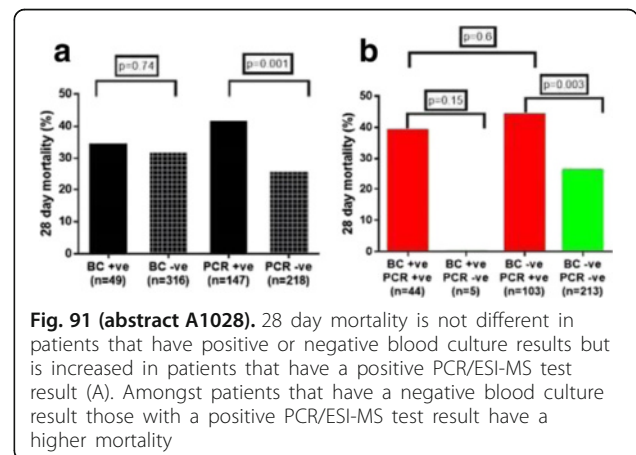 a
b
p=0.6
p=0.74
p=0.001
p=0.15
p=0.003
28 day mortality (%)
50
40
30
20
10
0
BC +ve (n=49)
BC -ve (n=316)
PCR +ve (n=147)
PCR -ve (n=218)
28 day mortality (%)
50
40
30
20
10
0
BC +ve PCR +ve (n=44)
BC +ve PCR -ve (n=5)
BC -ve PCR +ve (n=103)
BC -ve PCR -ve (n=213)
Fig. 91 (abstract A1028). 28 day mortality is not different in
patients that have positive or negative blood culture results but
is increased in patients that have a positive PCR/ESI-MS test
result (A). Amongst patients that have a negative blood culture
result those with a positive PCR/ESI-MS test result have a
higher mortality